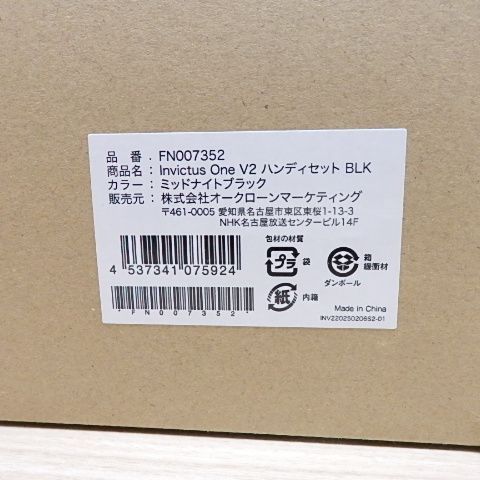 品　番 : FN007352
商品名 : Invictus One V2 ハンディセット BLK
カラー : ミッドナイトブラック
販売元 : 株式会社オークローンマーケティング
〒461-0005 愛知県名古屋市東区東桜1-13-3
NHK名古屋放送センタービル14F
包材の材質
プラ 袋
箱
緩衝材
ダンボール
紙 内箱
4 537341 075924
*FN007352*
Made in China
INV22025020652-01